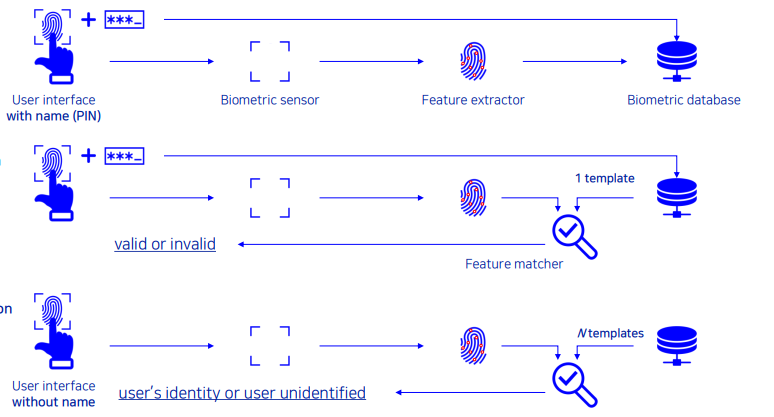 ***_
User interface
with name (PIN)
Biometric sensor
Feature extractor
Biometric database
***_
1 template
valid or invalid
Feature matcher
on
N templates
User interface
without name
user's identity or user unidentified